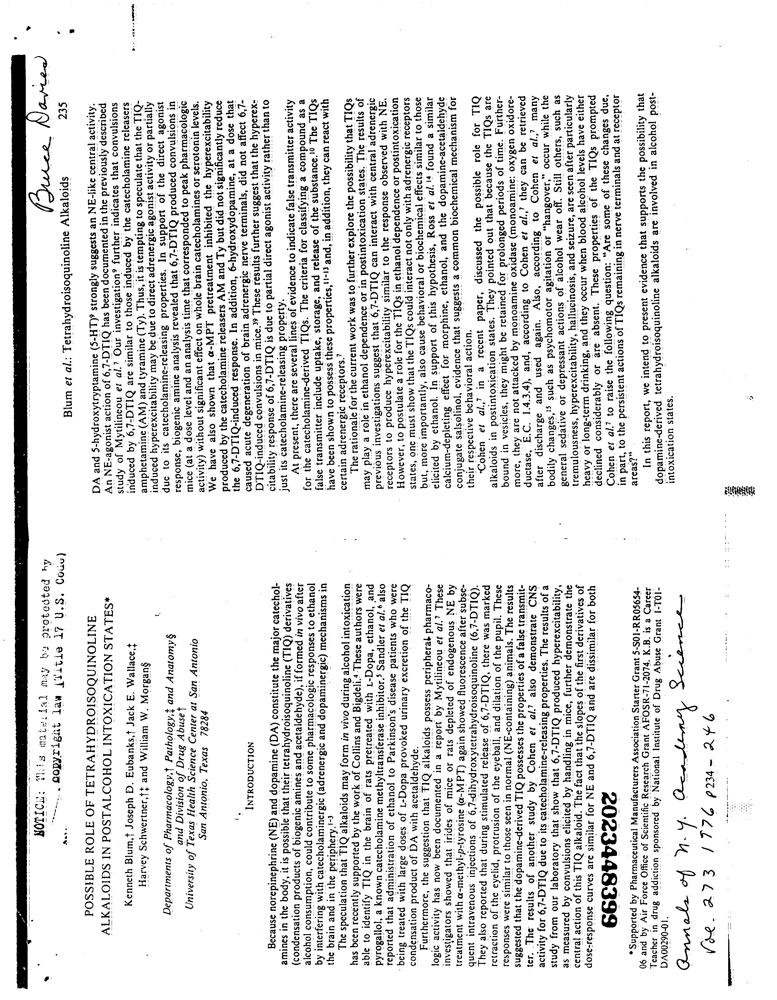 NOTICE: This material may be protected by
copyright law (Title 17 U.S. Code)
POSSIBLE ROLE OF TETRAHYDROISOQUINOLINE
ALKALOIDS IN POSTALCOHOL INTOXICATION STATES*
Kenneth Blum,† Joseph D. Eubanks,† Jack E. Wallace,‡
Harvey Schwertner,†‡ and William W. Morgan§
Departments of Pharmacology,† Pathology,‡ and Anatomy§
and Division of Drug Abuse†
University of Texas Health Science Center at San Antonio
San Antonio, Texas 78284
INTRODUCTION
Because norepinephrine (NE) and dopamine (DA) constitute the major catechol-
amines in the body, it is possible that their tetrahydroisoquinoline (TIQ) derivatives
(condensation products of biogenic amines and acetaldehyde), if formed in vivo after
alcohol consumption, could contribute to some pharmacologic responses to ethanol
by interfering with catecholaminergic (adrenergic and dopaminergic) mechanisms in
the brain and in the periphery.¹⁻³
The speculation that TIQ alkaloids may form in vivo during alcohol intoxication
has been recently supported by the work of Collins and Bigdeli.⁴ These authors were
able to identify TIQ in the brain of rats pretreated with L-Dopa, ethanol, and
pyrogallol, a known catecholamine methyltransferase inhibitor.⁵ Sandler et al.⁶ also
reported that administration of ethanol to Parkinson's disease patients who were
being treated with large doses of L-Dopa provoked urinary excretion of the TIQ
condensation product of DA with acetaldehyde.
Furthermore, the suggestion that TIQ alkaloids possess peripheral pharmaco-
logic activity has now been documented in a report by Mytilineou et al.⁷ These
investigators showed that irides of mice or rats depleted of endogenous NE by
treatment with α-methyl-p-tyrosine (α-MPT) again showed fluorescence after subse-
quent intravenous injections of 6,7-dihydroxytetrahydroisoquinoline (6,7-DTIQ).
They also reported that during stimulated release of 6,7-DTIQ, there was marked
retraction of the eyelid, protrusion of the eyeball, and dilation of the pupil. These
responses were similar to those seen in normal (NE-containing) animals. The results
suggested that the dopamine-derived TIQ possesses the properties of a false transmit-
ter. The results of another study by Cohen et al.⁷ also demonstrate CNS
activity for 6,7-DTIQ due to its catecholamine-releasing properties. The results of a
study from our laboratory that show that 6,7-DTIQ produced hyperexcitability,
as measured by convulsions elicited by handling in mice, further demonstrate the
central action of this TIQ alkaloid. The fact that the slopes of the first derivatives of
dose-response curves are similar for NE and 6,7-DTIQ and are dissimilar for both
2023448399
* Supported by Pharmaceutical Manufacturers Association Starter Grant 5-S01-RR05654-
06 and by Air Force Office of Scientific Research Grant AFOSR-71-2074. K.B. is a Career
Teacher in drug addiction sponsored by National Institute of Drug Abuse Grant 1-T01-
DA00290-01.
Annals of N.Y. Academy Science
Voe. 273 1776 p234-246
Bruce Davies
Blum et al.: Tetrahydroisoquinoline Alkaloids 235
DA and 5-hydroxytryptamine (5-HT) strongly suggests an NE-like central activity.
An NE-agonist action of 6,7-DTIQ has been documented in the previously described
study of Mytilineou et al.⁷ Our investigation⁸ further indicates that convulsions
induced by 6,7-DTIQ are similar to those induced by the catecholamine releasers
amphetamine (AM) and tyramine (Ty). Thus, it is tempting to speculate that the TIQ-
induced hyperexcitability may be due to direct adrenergic agonist activity or partially
due to its catecholamine-releasing properties. In support of the direct agonist
response, biogenic amine analysis revealed that 6,7-DTIQ produced convulsions in
mice (at a dose level and an analysis time that corresponded to peak pharmacologic
activity) without significant effect on whole brain catecholamines or serotonin levels.
We have also shown that α-MPT pretreatment inhibited the hyperexcitability
produced by the catecholamine releasers AM and Ty but did not significantly reduce
the 6,7-DTIQ-induced response. In addition, 6-hydroxydopamine, at a dose that
caused acute degeneration of brain adrenergic nerve terminals, did not affect 6,7-
DTIQ-induced convulsions in mice.²⁹ These results further suggest that the hyperex-
citability response of 6,7-DTIQ is due to partial direct agonist activity rather than to
just its catecholamine-releasing property.
At present, there are several lines of evidence to indicate false transmitter activity
for the catecholamine-derived TIQs. The criteria for classifying a compound as a
false transmitter include uptake, storage, and release of the substance.¹⁰ The TIQs
have been shown to possess these properties,¹¹⁻¹³ and, in addition, they can react with
certain adrenergic receptors.⁷
The rationale for the current work was to further explore the possibility that TIQs
may play a role in ethanol dependence or in postintoxication states. The results of
previous investigations suggest that 6,7-DTIQ can interact with central adrenergic
receptors to produce hyperexcitability similar to the response observed with NE.
However, to postulate a role for the TIQs in ethanol dependence or postintoxication
states, one must show that the TIQs could interact not only with adrenergic receptors
but, more importantly, also cause behavioral or biochemical effects similar to those
elicited by ethanol. In support of this hypothesis, Ross et al.¹⁴ found a similar
calcium-depleting effect for morphine, ethanol, and the dopamine-acetaldehyde
conjugate salsolinol, evidence that suggests a common biochemical mechanism for
their respective behavioral action.
Cohen et al.,⁷ in a recent paper, discussed the possible role for TIQ
alkaloids in postintoxication states. They pointed out that because the TIQs are
bound in vesicles, they might be retained for prolonged periods of time. Further-
more, they are not attacked by monoamine oxidase (monoamine: oxygen oxidore-
ductase, E.C. 1.4.3.4), and, according to Cohen et al.,⁷ they can be retrieved
after discharge and used again. Also, according to Cohen et al.,⁷ many
bodily changes,¹⁵ such as psychomotor agitation or "hangover," occur while the
general sedative or depressant actions of alcohol wear off. Still others, such as
tremulousness, hyperexcitability, hallucinosis, and seizure, are seen after particularly
heavy or long-term drinking, and they occur when blood alcohol levels have either
declined considerably or are absent. These properties of the TIQs prompted
Cohen et al.⁷ to raise the following question: "Are some of these changes due,
in part, to the persistent actions of TIQs remaining in nerve terminals and at receptor
areas?"
In this report, we intend to present evidence that supports the possibility that
dopamine-derived tetrahydroisoquinoline alkaloids are involved in alcohol post-
intoxication states.